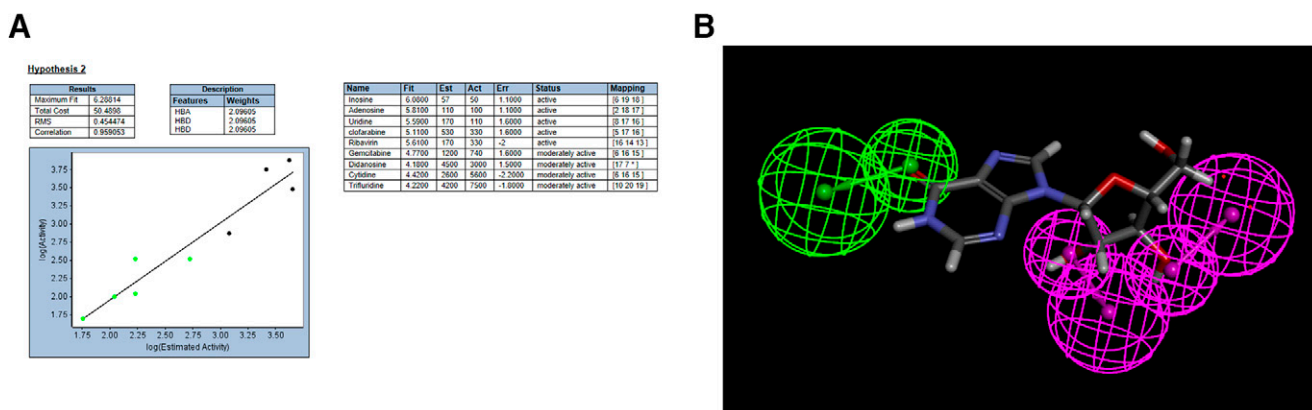 A
B
Hypothesis 2
Results
Maximum Fit 6.28814
Total Cost 50.4898
RMS 0.454474
Correlation 0.959053
Description
Features Weights
HBA 2.09605
HBD 2.09605
HBD 2.09605
Name Fit Est Act Err Status Mapping
Inosine 6.0800 57 50 1.1000 active [6 19 18 ]
Adenosine 5.8100 110 100 1.1000 active [2 18 17 ]
Uridine 5.5900 170 110 1.6000 active [8 17 16 ]
clofarabine 5.1100 530 330 1.6000 active [5 17 16 ]
Ribavirin 5.6100 170 330 -2 active [16 14 13 ]
Gemcitabine 4.7700 1200 740 1.6000 moderately active [6 16 15 ]
Didanosine 4.1800 4500 3000 1.5000 moderately active [17 7 * ]
Cytidine 4.4200 2600 5600 -2.2000 moderately active [6 16 15 ]
Trifluridine 4.2200 4200 7500 -1.8000 moderately active [10 20 19 ]
log(Activity)
3.75
3.50
3.25
3.00
2.75
2.50
2.25
2.00
1.75
1.75 2.00 2.25 2.50 2.75 3.00 3.25 3.50
log(Estimated Activity)